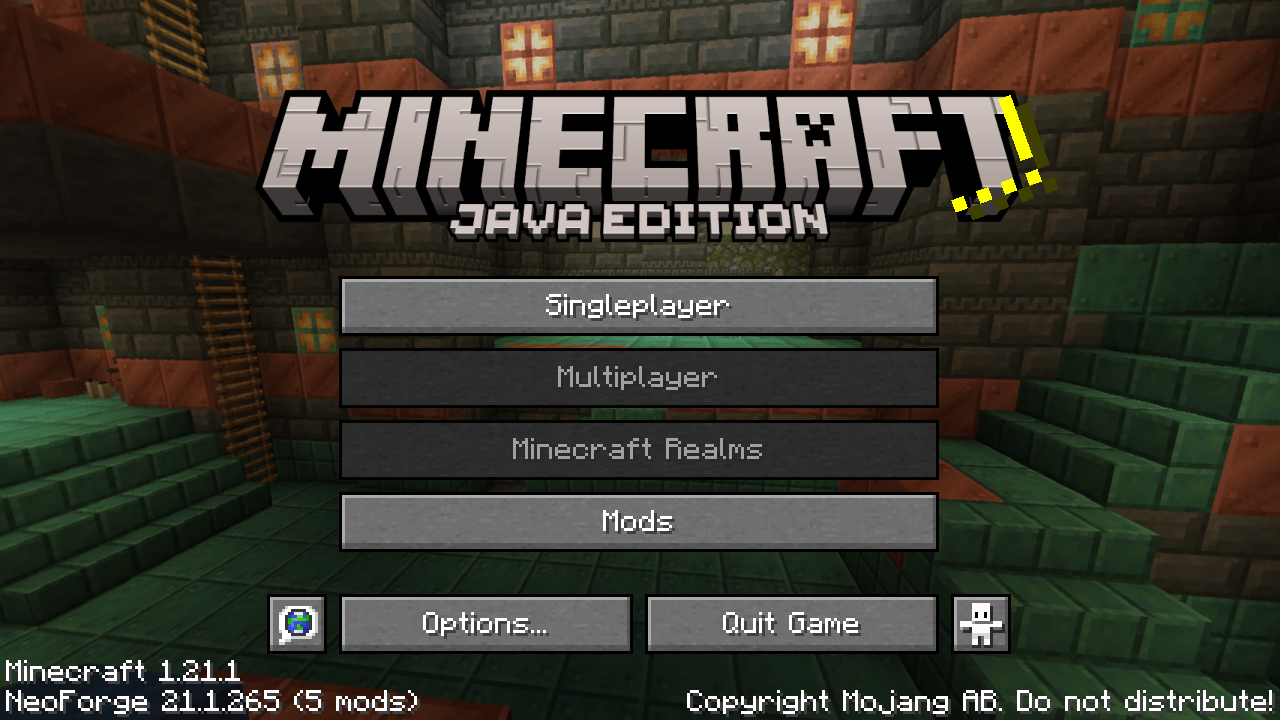 MINECRAFT
JAVA EDITION
Singleplayer
Multiplayer
Minecraft Realms
Mods
Options...
Quit Game
Minecraft 1.21.1
NeoForge 21.1.265 (5 mods)
Copyright Mojang AB. Do not distribute!